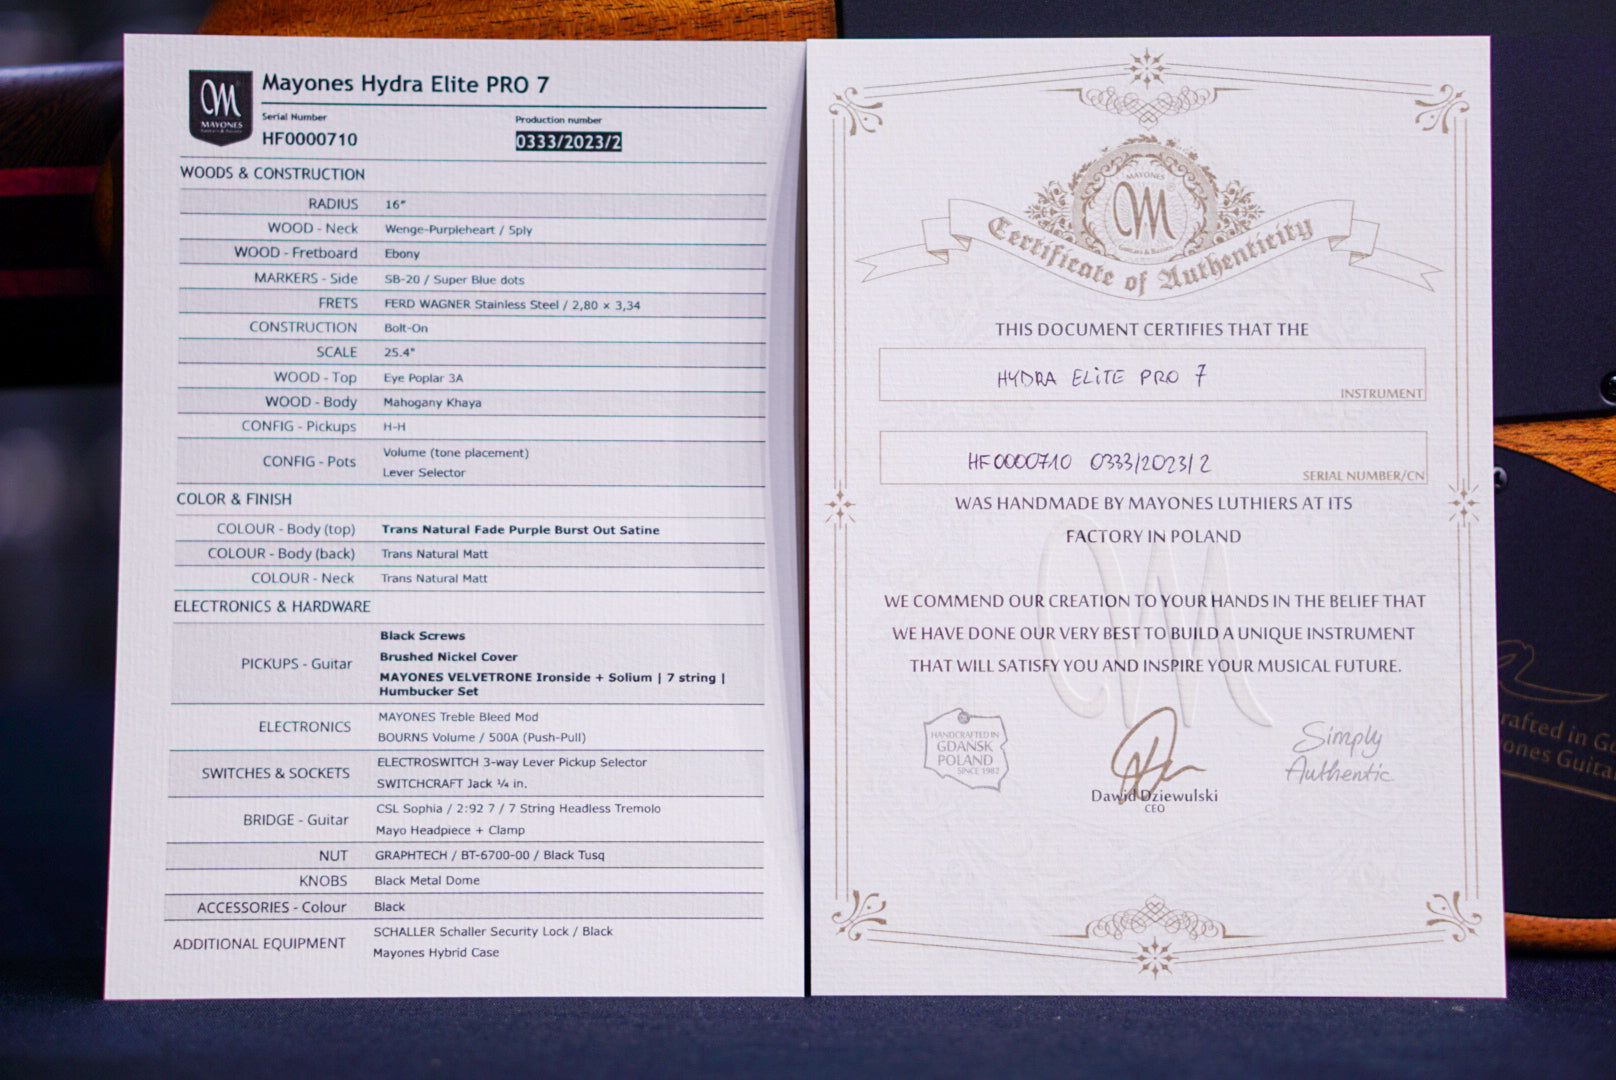 M
MAYONES
Guitars & Basses
Mayones Hydra Elite PRO 7
Serial Number
Production number
HF0000710
0333/2023/2
WOODS & CONSTRUCTION
RADIUS 16"
WOOD - Neck Wenge-Purpleheart / 5ply
WOOD - Fretboard Ebony
MARKERS - Side SB-20 / Super Blue dots
FRETS FERD WAGNER Stainless Steel / 2,80 × 3,34
CONSTRUCTION Bolt-On
SCALE 25.4"
WOOD - Top Eye Poplar 3A
WOOD - Body Mahogany Khaya
CONFIG - Pickups H-H
CONFIG - Pots Volume (tone placement)
Lever Selector
COLOR & FINISH
COLOUR - Body (top) Trans Natural Fade Purple Burst Out Satine
COLOUR - Body (back) Trans Natural Matt
COLOUR - Neck Trans Natural Matt
ELECTRONICS & HARDWARE
PICKUPS - Guitar Black Screws
Brushed Nickel Cover
MAYONES VELVETRONE Ironside + Solium | 7 string |
Humbucker Set
ELECTRONICS MAYONES Treble Bleed Mod
BOURNS Volume / 500A (Push-Pull)
SWITCHES & SOCKETS ELECTROSWITCH 3-way Lever Pickup Selector
SWITCHCRAFT Jack ¼ in.
BRIDGE - Guitar CSL Sophia / 2:92 7 / 7 String Headless Tremolo
Mayo Headpiece + Clamp
NUT GRAPHTECH / BT-6700-00 / Black Tusq
KNOBS Black Metal Dome
ACCESSORIES - Colour Black
ADDITIONAL EQUIPMENT SCHALLER Schaller Security Lock / Black
Mayones Hybrid Case
MAYONES
M
Guitars & Basses
Certificate of Authenticity
THIS DOCUMENT CERTIFIES THAT THE
HYDRA ELITE PRO 7
INSTRUMENT
HF0000710 0333/2023/2
SERIAL NUMBER/CN
WAS HANDMADE BY MAYONES LUTHIERS AT ITS
FACTORY IN POLAND
WE COMMEND OUR CREATION TO YOUR HANDS IN THE BELIEF THAT
WE HAVE DONE OUR VERY BEST TO BUILD A UNIQUE INSTRUMENT
THAT WILL SATISFY YOU AND INSPIRE YOUR MUSICAL FUTURE.
HANDCRAFTED IN
GDANSK
POLAND
SINCE 1982
Dawid Dziewulski
CEO
Simply
Authentic
rafted in G
ones Guita